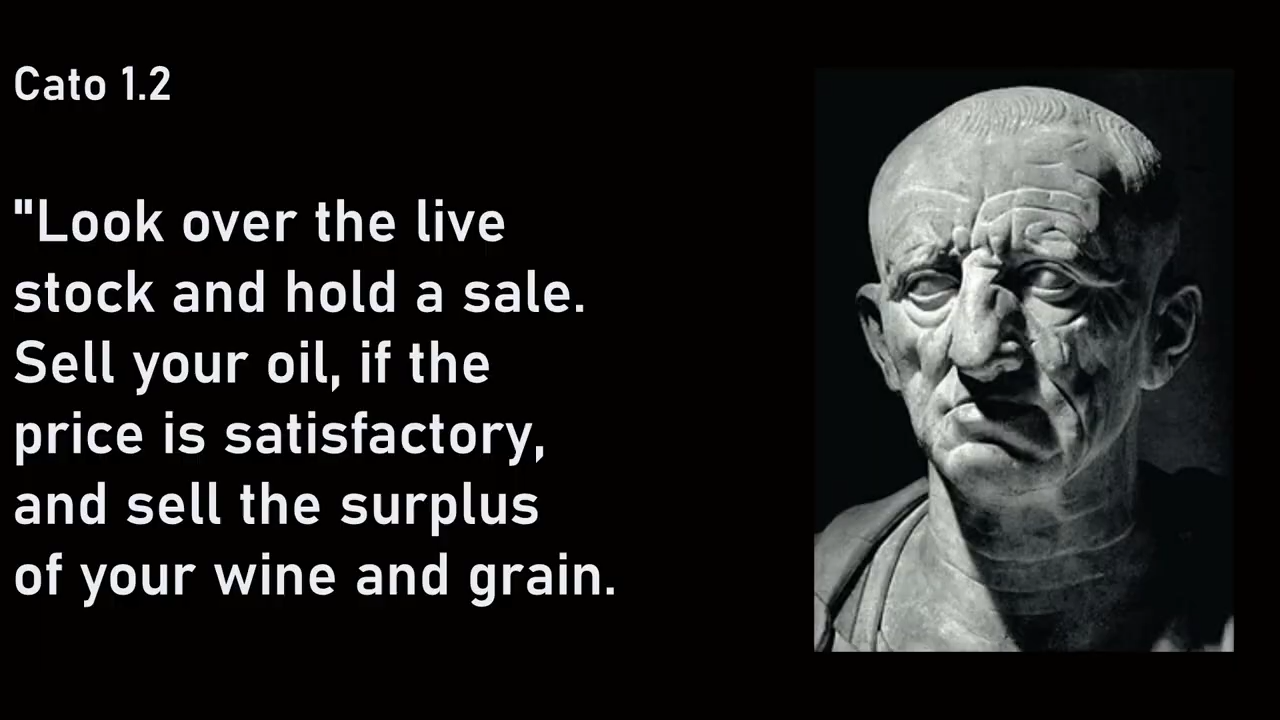 Cato 1.2
"Look over the live
stock and hold a sale.
Sell your oil, if the
price is satisfactory,
and sell the surplus
of your wine and grain.